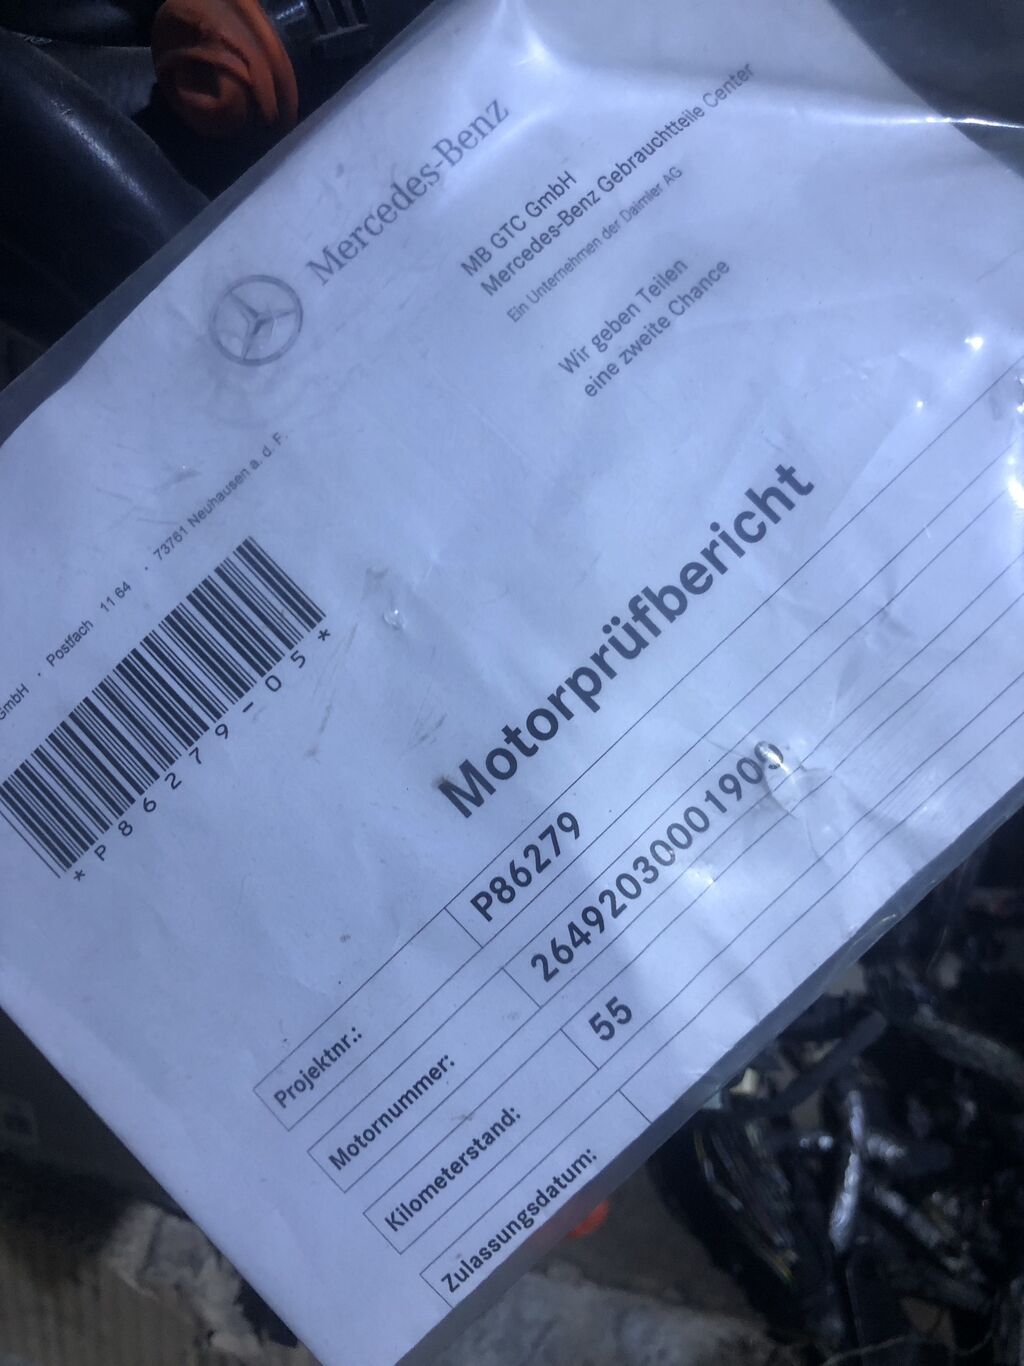 Mercedes-Benz
MB GTC GmbH
Mercedes-Benz Gebrauchtteile Center
Ein Unternehmen der Daimler AG
Wir geben Teilen
eine zweite Chance
GmbH · Postfach 11 64 · 73761 Neuhausen a. d. F.
*P86279-05*
Motorprüfbericht
Projektnr.: P86279
Motornummer: 26492030001909
Kilometerstand: 55
Zulassungsdatum: